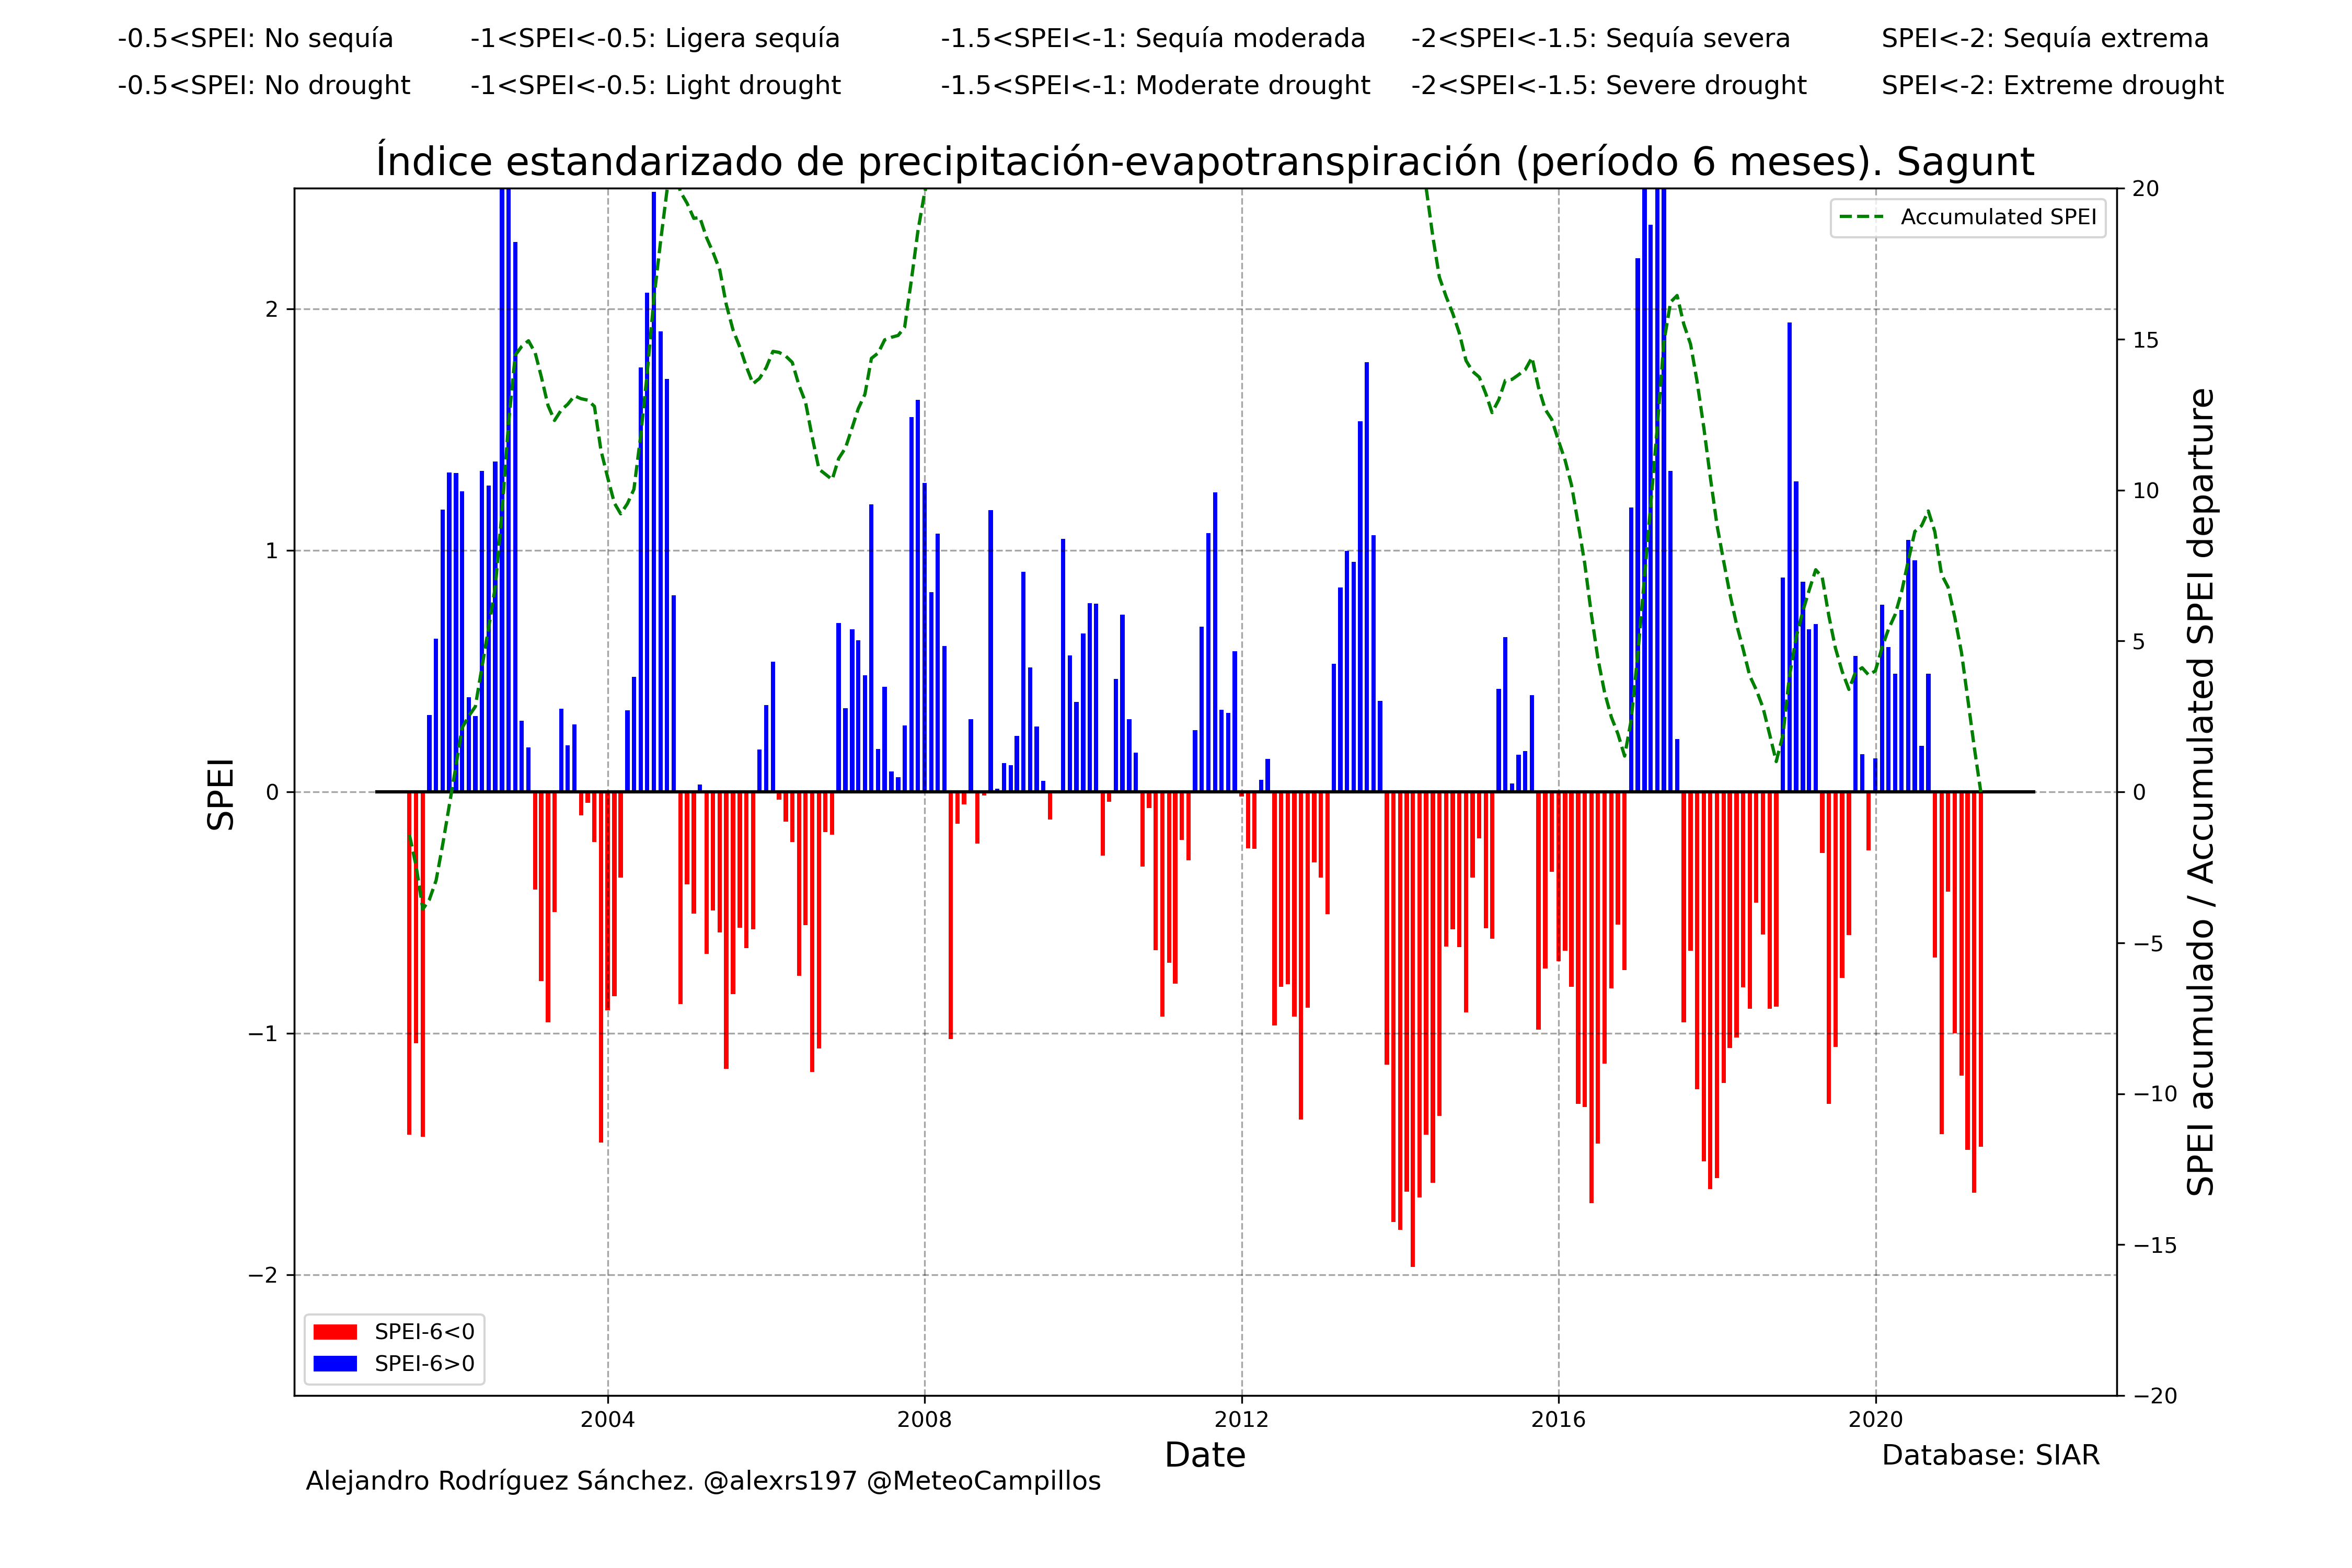 -0.5<SPEI: No sequía -1<SPEI<-0.5: Ligera sequía -1.5<SPEI<-1: Sequía moderada -2<SPEI<-1.5: Sequía severa SPEI<-2: Sequía extrema
-0.5<SPEI: No drought -1<SPEI<-0.5: Light drought -1.5<SPEI<-1: Moderate drought -2<SPEI<-1.5: Severe drought SPEI<-2: Extreme drought
Índice estandarizado de precipitación-evapotranspiración (período 6 meses). Sagunt
Accumulated SPEI
SPEI
2
1
0
−1
−2
20
15
10
5
0
−5
−10
−15
−20
SPEI acumulado / Accumulated SPEI departure
SPEI-6<0
SPEI-6>0
2004 2008 2012 2016 2020
Date
Database: SIAR
Alejandro Rodríguez Sánchez. @alexrs197 @MeteoCampillos